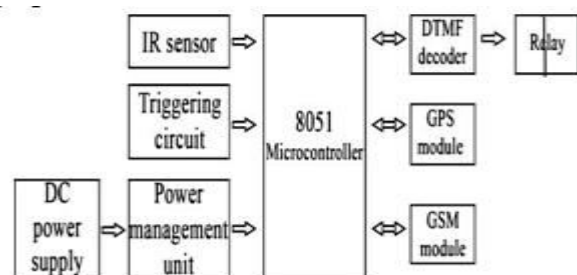 IR sensor
Triggering
circuit
DC
power
supply
Power
management
unit
8051
Microcontroller
DTMF
decoder
Relay
GPS
module
GSM
module